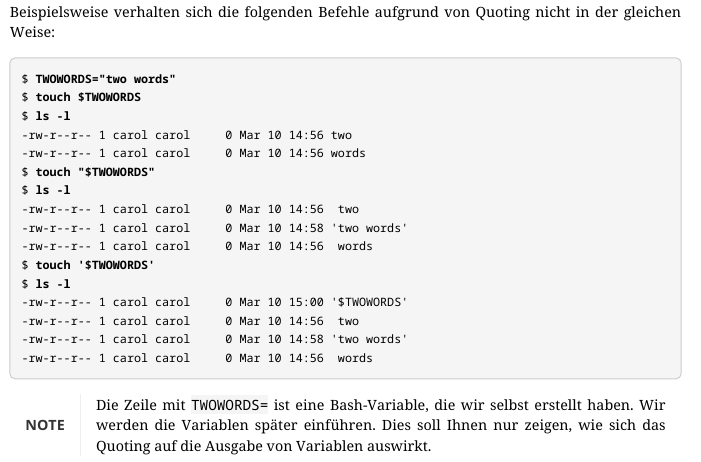 Beispielsweise verhalten sich die folgenden Befehle aufgrund von Quoting nicht in der gleichen
Weise:
$ TWOWORDS="two words"
$ touch $TWOWORDS
$ ls -l
-rw-r--r-- 1 carol carol     0 Mar 10 14:56 two
-rw-r--r-- 1 carol carol     0 Mar 10 14:56 words
$ touch "$TWOWORDS"
$ ls -l
-rw-r--r-- 1 carol carol     0 Mar 10 14:56  two
-rw-r--r-- 1 carol carol     0 Mar 10 14:58 'two words'
-rw-r--r-- 1 carol carol     0 Mar 10 14:56  words
$ touch '$TWOWORDS'
$ ls -l
-rw-r--r-- 1 carol carol     0 Mar 10 15:00 '$TWOWORDS'
-rw-r--r-- 1 carol carol     0 Mar 10 14:56  two
-rw-r--r-- 1 carol carol     0 Mar 10 14:58 'two words'
-rw-r--r-- 1 carol carol     0 Mar 10 14:56  words
NOTE
Die Zeile mit TWOWORDS= ist eine Bash-Variable, die wir selbst erstellt haben. Wir
werden die Variablen später einführen. Dies soll Ihnen nur zeigen, wie sich das
Quoting auf die Ausgabe von Variablen auswirkt.